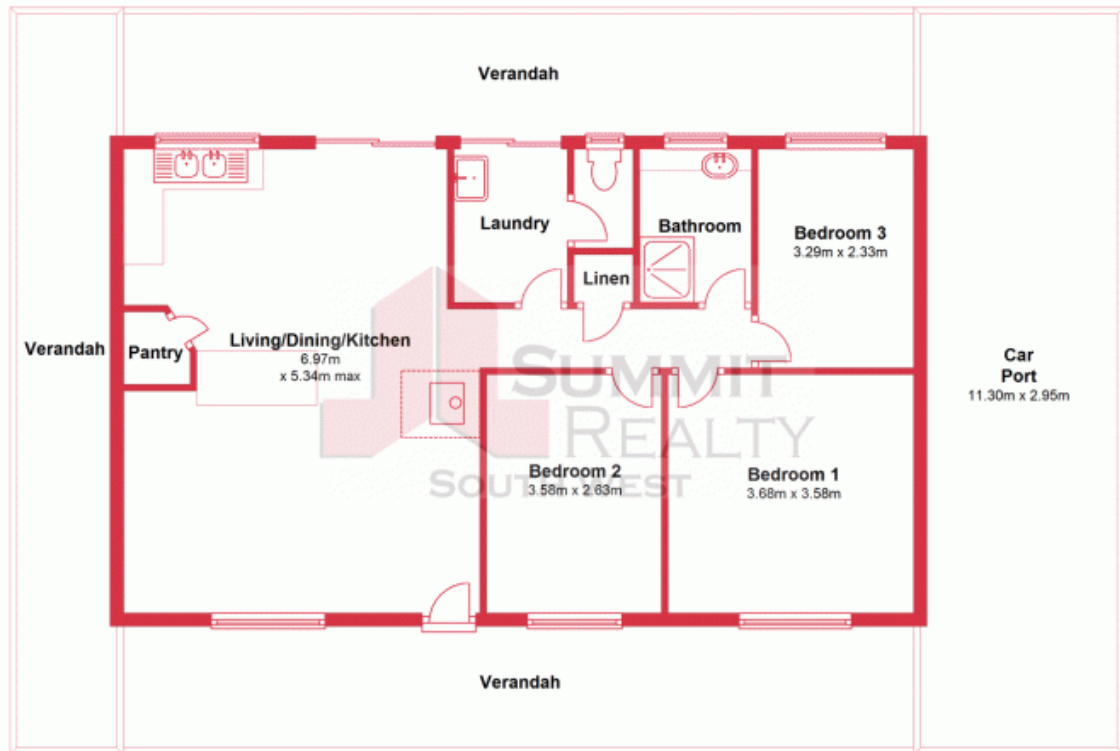 Verandah
Laundry
Bathroom
Bedroom 3
3.29m x 2.33m
Linen
Verandah
Pantry
Living/Dining/Kitchen
6.97m
x 5.34m max
Car
Port
11.30m x 2.95m
SUMMIT
REALTY
SOUTH WEST
Bedroom 2
3.58m x 2.63m
Bedroom 1
3.68m x 3.58m
Verandah